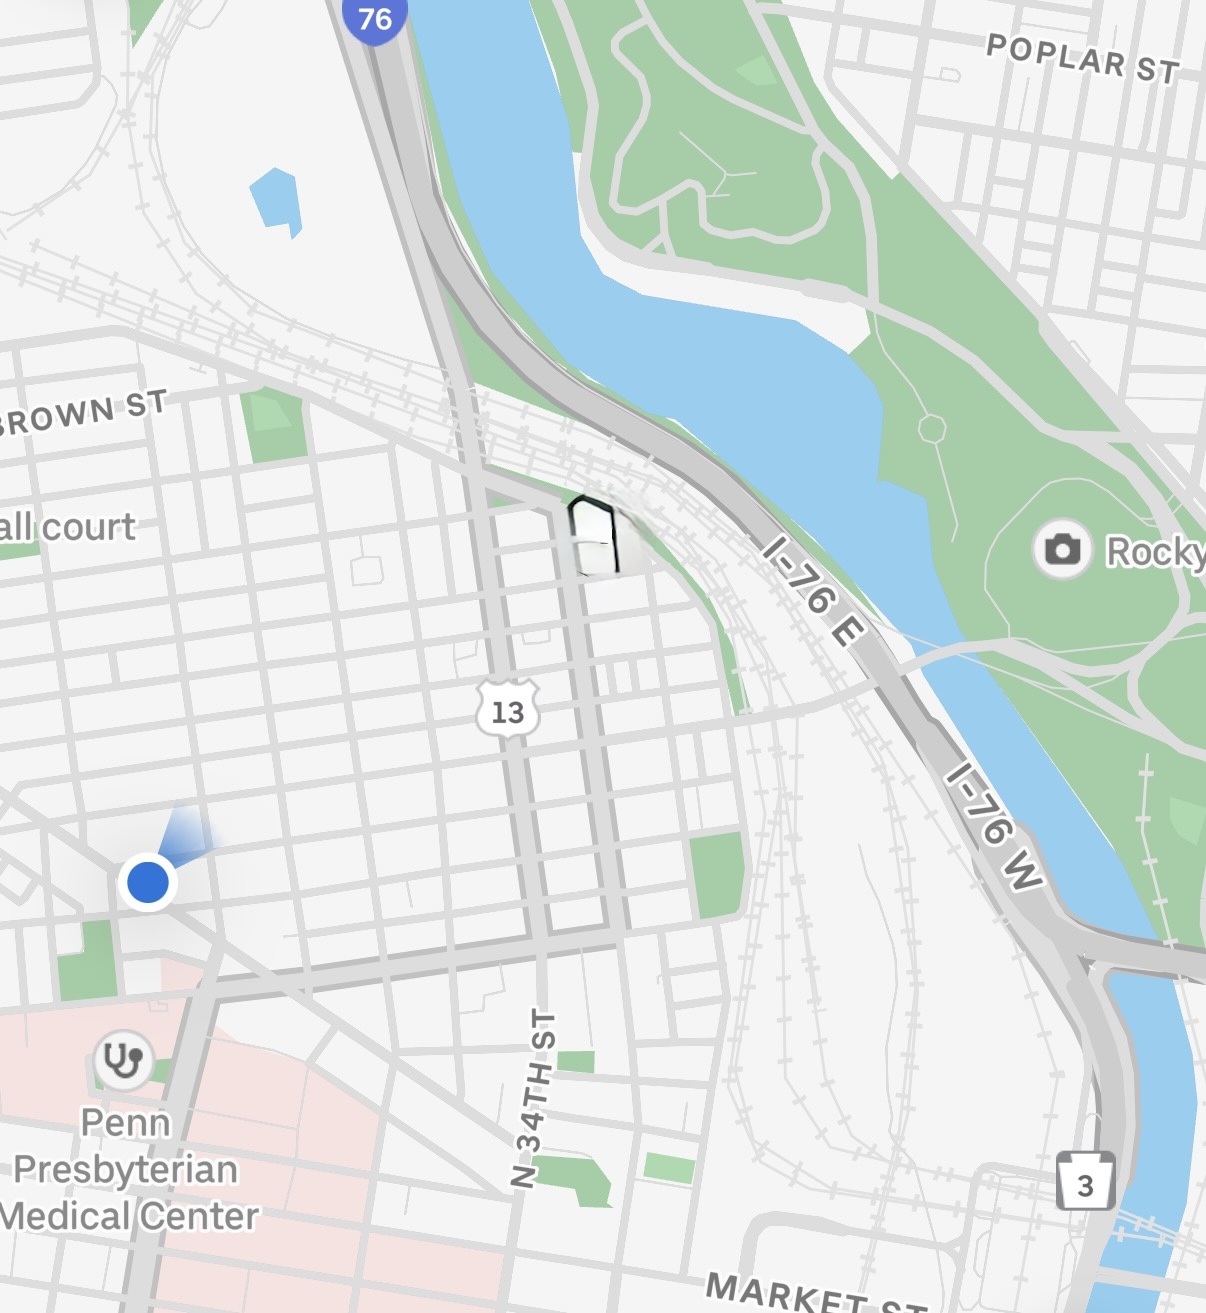 76
POPLAR ST
BROWN ST
all court
Rocky
I-76 E
13
I-76 W
N 34TH ST
Penn
Presbyterian
Medical Center
3
MARKET ST